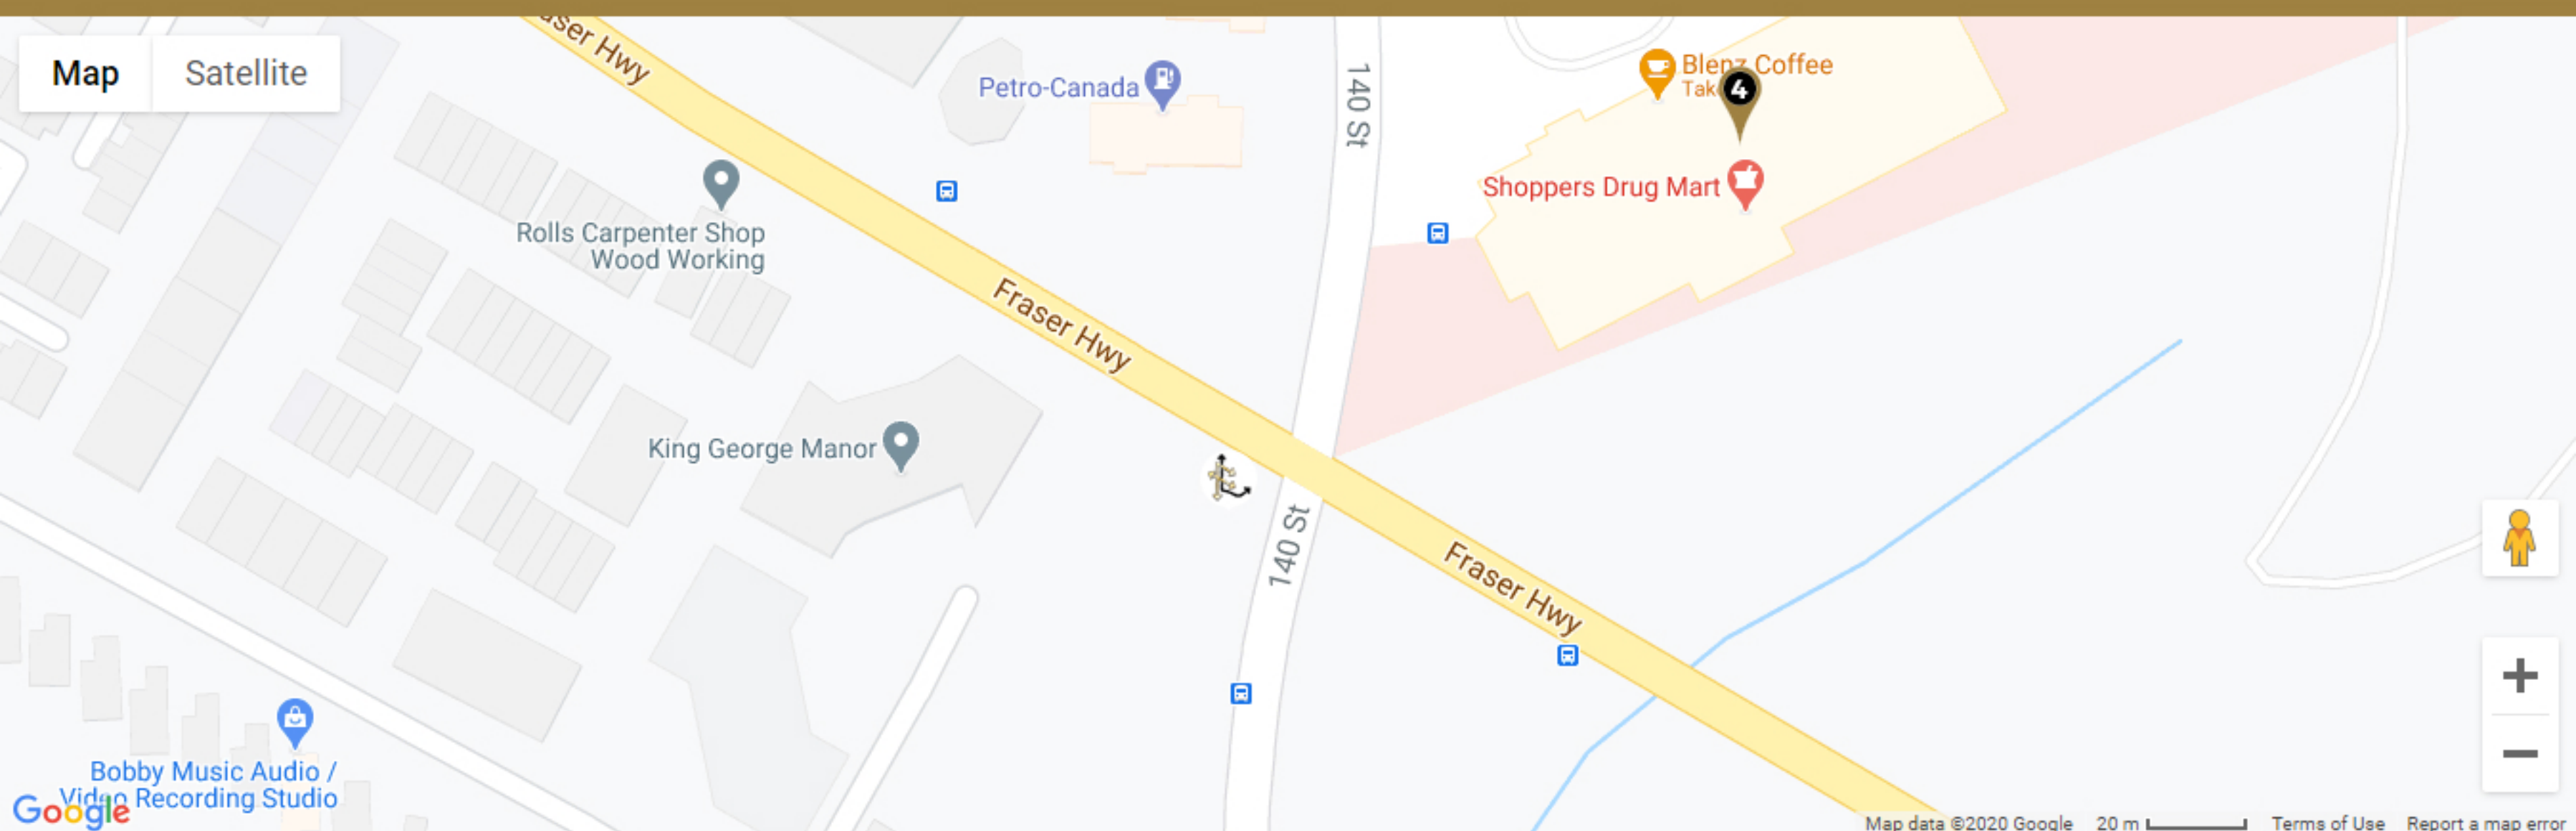 Map
Satellite
Fraser Hwy
Petro-Canada
140 St
Blenz Coffee
4
Shoppers Drug Mart
Rolls Carpenter Shop
Wood Working
Fraser Hwy
King George Manor
140 St
Fraser Hwy
Bobby Music Audio /
Video Recording Studio
Google
Map data ©2020 Google
20 m
Terms of Use
Report a map error